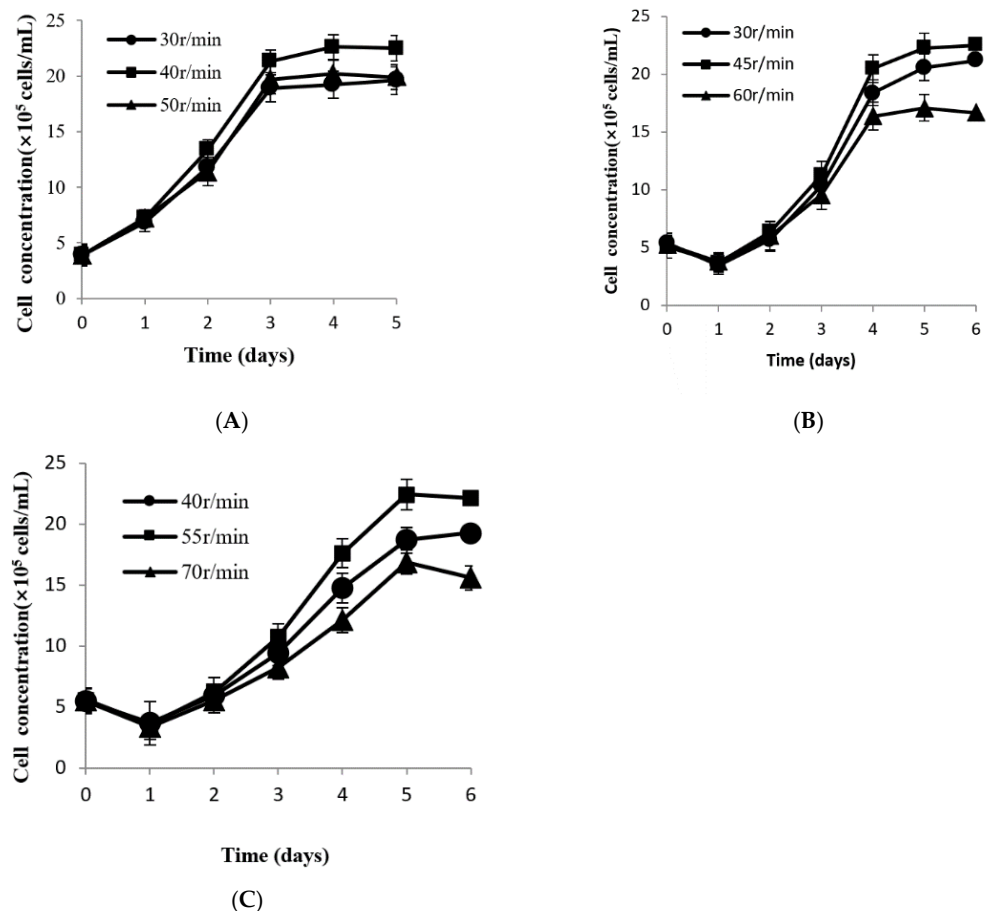 Cell concentration(×10⁵ cells/mL)
25
20
15
10
5
0
30r/min
40r/min
50r/min
0 1 2 3 4 5
Time (days)
(A)
Cell concentration(×10⁵ cells/mL)
25
20
15
10
5
0
30r/min
45r/min
60r/min
0 1 2 3 4 5 6
Time (days)
(B)
Cell concentration(×10⁵ cells/mL)
25
20
15
10
5
0
40r/min
55r/min
70r/min
0 1 2 3 4 5 6
Time (days)
(C)